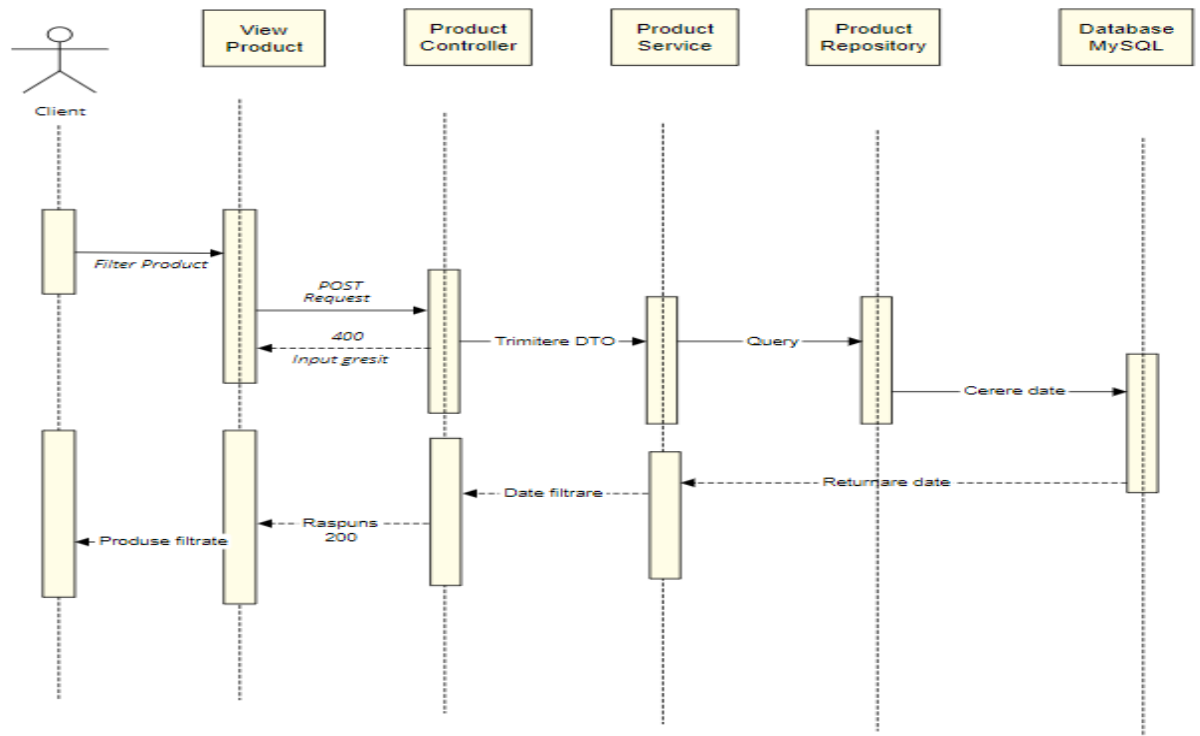 View
Product
Product
Controller
Product
Service
Product
Repository
Database
MySQL
Client
Filter Product
POST
Request
400
Input gresit
Trimitere DTO
Query
Cerere date
Returnare date
Date filtrare
Raspuns
200
Produse filtrate